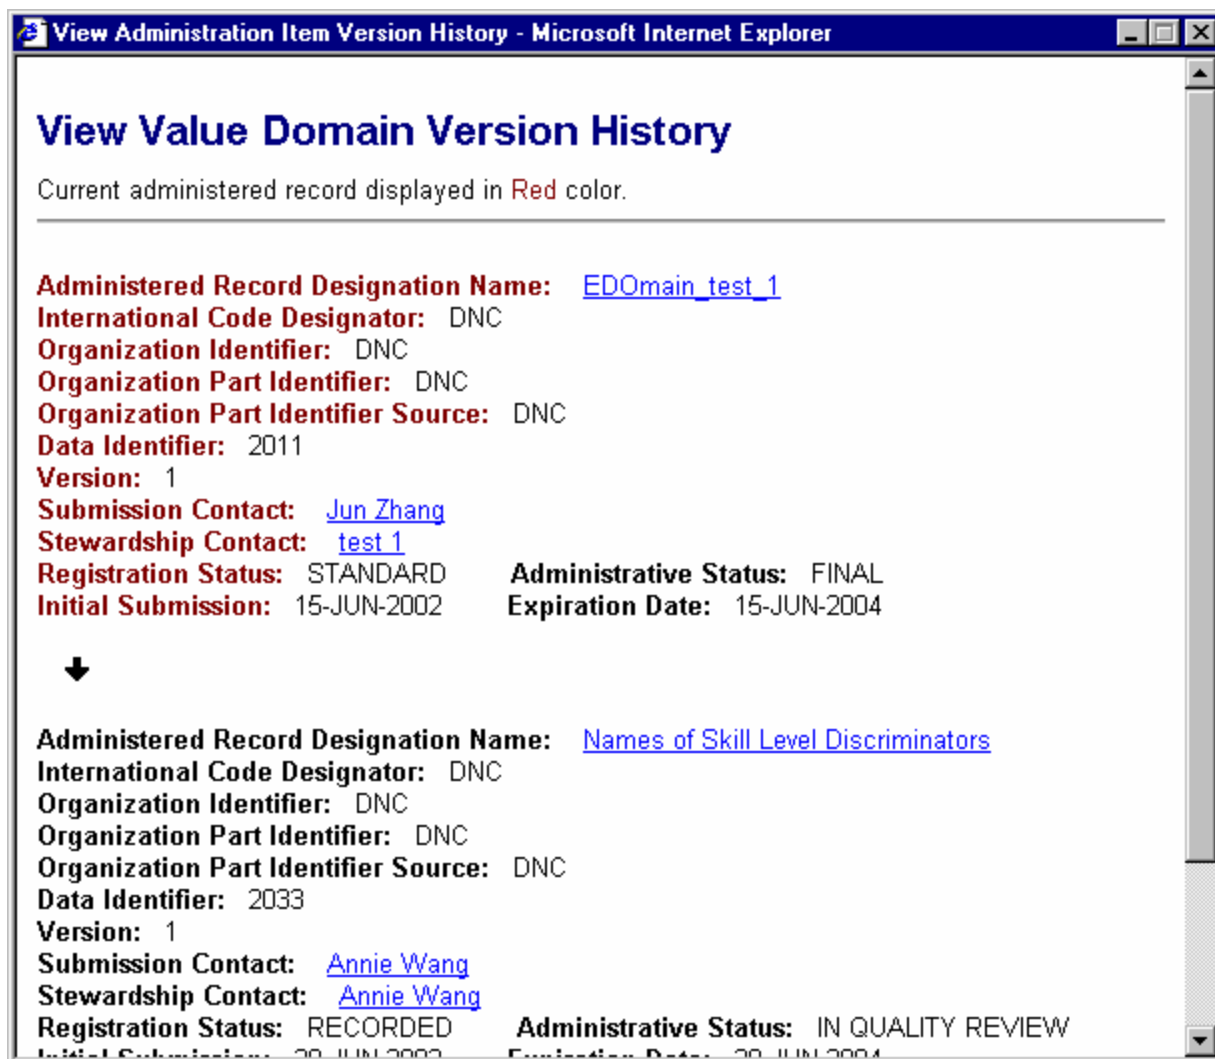 View Administration Item Version History - Microsoft Internet Explorer
View Value Domain Version History
Current administered record displayed in Red color.
Administered Record Designation Name: EDOmain_test_1
International Code Designator: DNC
Organization Identifier: DNC
Organization Part Identifier: DNC
Organization Part Identifier Source: DNC
Data Identifier: 2011
Version: 1
Submission Contact: Jun Zhang
Stewardship Contact: test 1
Registration Status: STANDARD Administrative Status: FINAL
Initial Submission: 15-JUN-2002 Expiration Date: 15-JUN-2004
Administered Record Designation Name: Names of Skill Level Discriminators
International Code Designator: DNC
Organization Identifier: DNC
Organization Part Identifier: DNC
Organization Part Identifier Source: DNC
Data Identifier: 2033
Version: 1
Submission Contact: Annie Wang
Stewardship Contact: Annie Wang
Registration Status: RECORDED Administrative Status: IN QUALITY REVIEW
Initial Submission: Expiration Date: